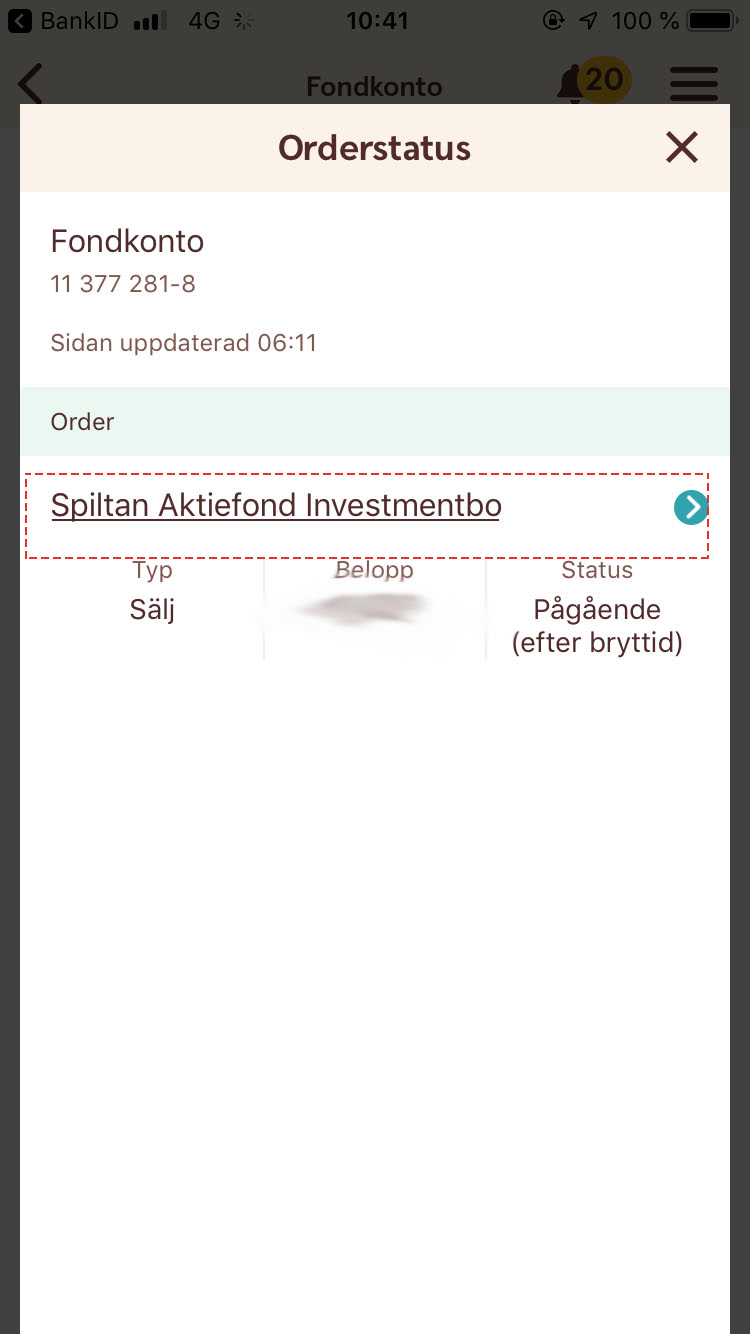 BankID 4G 10:41 100 %
Fondkonto 20
Orderstatus
Fondkonto
11 377 281-8
Sidan uppdaterad 06:11
Order
Spiltan Aktiefond Investmentbo
Typ Belopp Status
Sälj Pågående
(efter bryttid)